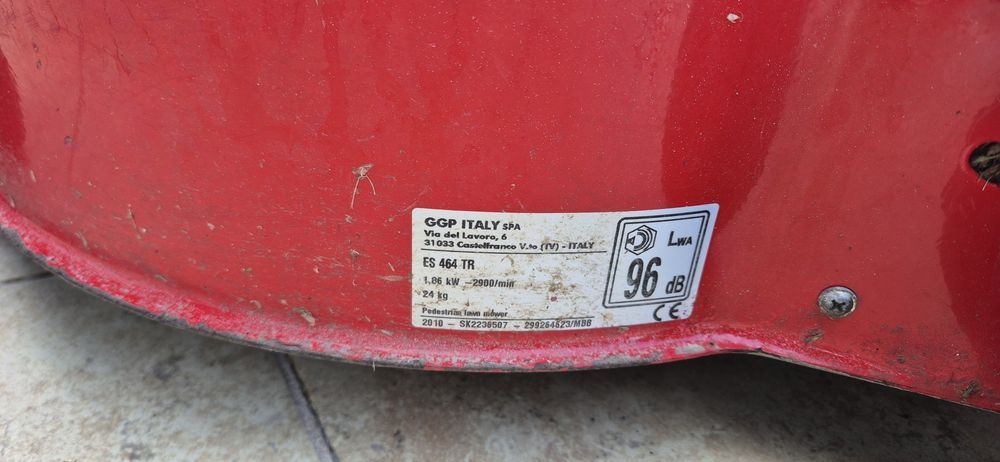 GGP ITALY SPA
Via del Lavoro, 6
31033 Castelfranco V.to (TV) - ITALY
ES 464 TR
1,86 kW - 2900/min
24 kg
Pedestrian lawn mower
2010 - SK2230507 - 299264623/MBB
LWA
96 dB
CE